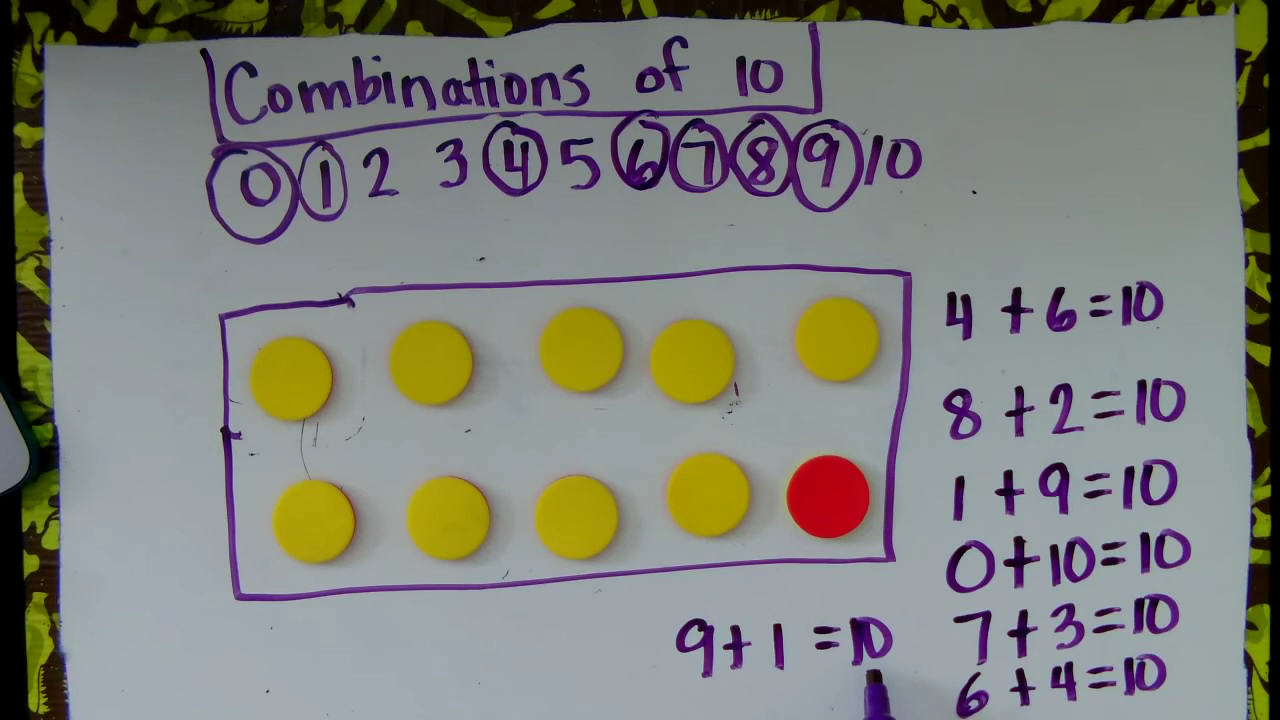 Combinations of 10
0 1 2 3 4 5 6 7 8 9 10
4 + 6 = 10
8 + 2 = 10
1 + 9 = 10
0 + 10 = 10
7 + 3 = 10
6 + 4 = 10
9 + 1 = 10